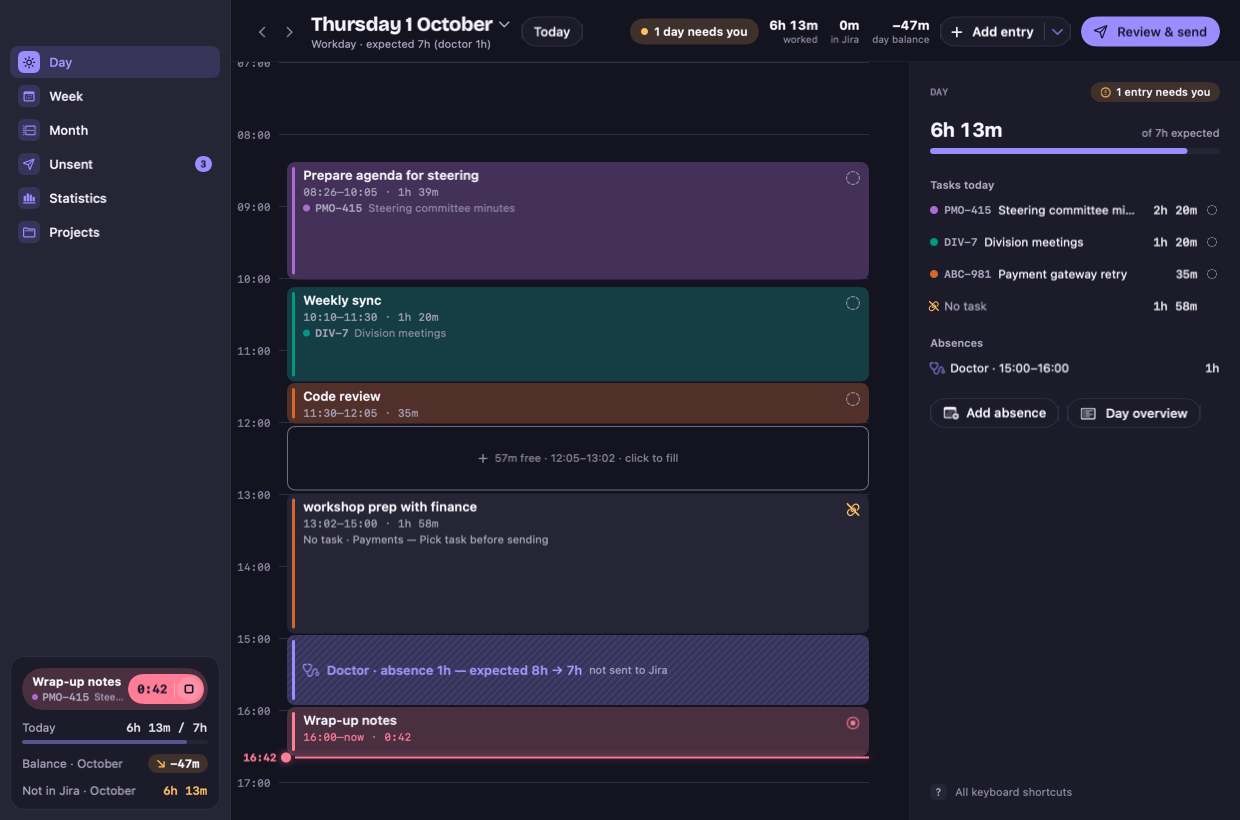 Day
Week
Month
Unsent 3
Statistics
Projects
Wrap-up notes
PMO-415 Stee... 0:42
Today 6h 13m / 7h
Balance · October −47m
Not in Jira · October 6h 13m
Thursday 1 October
Workday · expected 7h (doctor 1h)
Today
1 day needs you
6h 13m worked
0m in Jira
−47m day balance
Add entry
Review & send
07:00
08:00
Prepare agenda for steering
08:26–10:05 · 1h 39m
PMO-415 Steering committee minutes
09:00
10:00
Weekly sync
10:10–11:30 · 1h 20m
DIV-7 Division meetings
11:00
Code review
11:30–12:05 · 35m
12:00
57m free · 12:05–13:02 · click to fill
13:00
workshop prep with finance
13:02–15:00 · 1h 58m
No task · Payments — Pick task before sending
14:00
15:00
Doctor · absence 1h — expected 8h → 7h not sent to Jira
16:00
Wrap-up notes
16:00–now · 0:42
16:42
17:00
DAY
1 entry needs you
6h 13m of 7h expected
Tasks today
PMO-415 Steering committee mi... 2h 20m
DIV-7 Division meetings 1h 20m
ABC-981 Payment gateway retry 35m
No task 1h 58m
Absences
Doctor · 15:00–16:00 1h
Add absence
Day overview
? All keyboard shortcuts